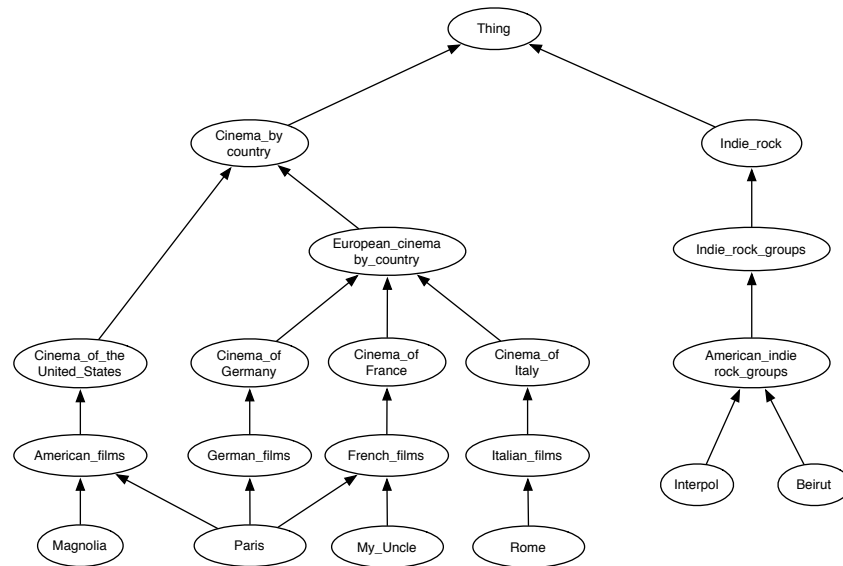 Thing
Cinema_by
country
Indie_rock
European_cinema
by_country
Indie_rock_groups
Cinema_of_the
United_States
Cinema_of
Germany
Cinema_of
France
Cinema_of
Italy
American_indie
rock_groups
American_films
German_films
French_films
Italian_films
Interpol
Beirut
Magnolia
Paris
My_Uncle
Rome